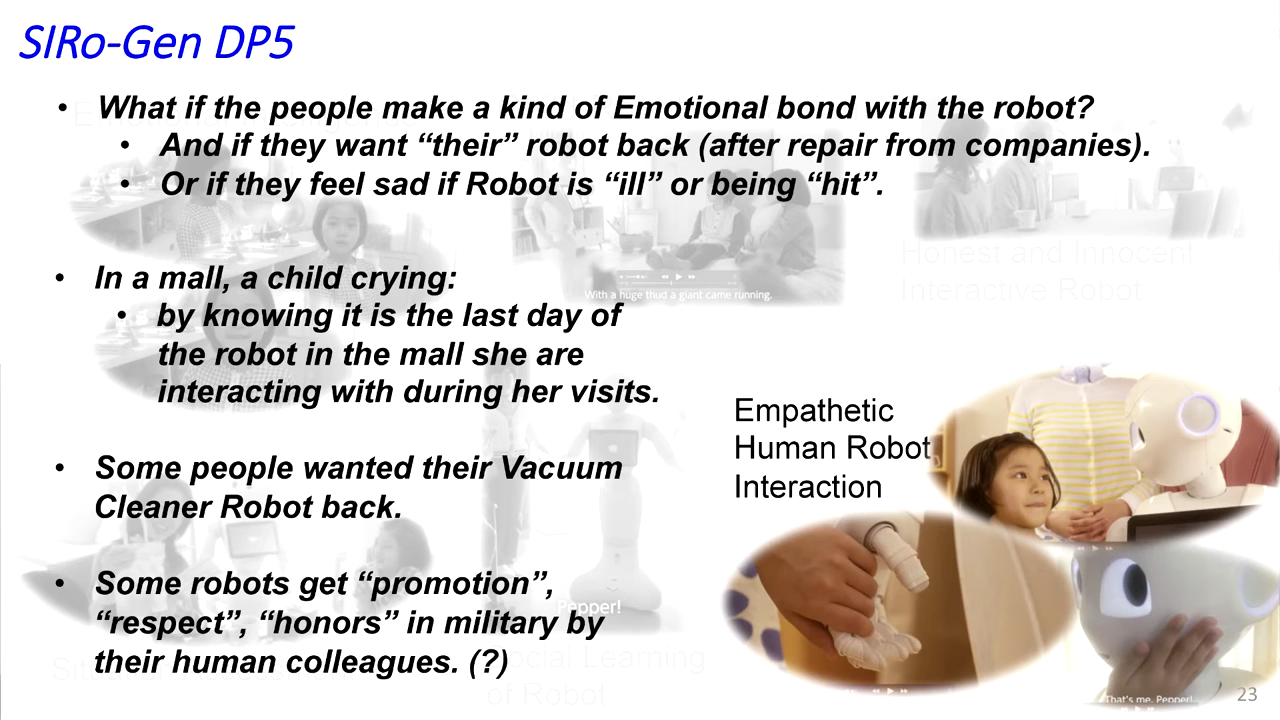 SIRo-Gen DP5
• What if the people make a kind of Emotional bond with the robot?
• And if they want “their” robot back (after repair from companies).
• Or if they feel sad if Robot is “ill” or being “hit”.
Honest and Innocent
Interactive Robot
With a huge thud a giant came running.
• In a mall, a child crying:
• by knowing it is the last day of
the robot in the mall she are
interacting with during her visits.
Empathetic
Human Robot
Interaction
• Some people wanted their Vacuum
Cleaner Robot back.
• Some robots get “promotion”,
“respect”, “honors” in military by
their human colleagues. (?)
Pepper!
Social Learning
of Robot
That's me, Pepper!
23